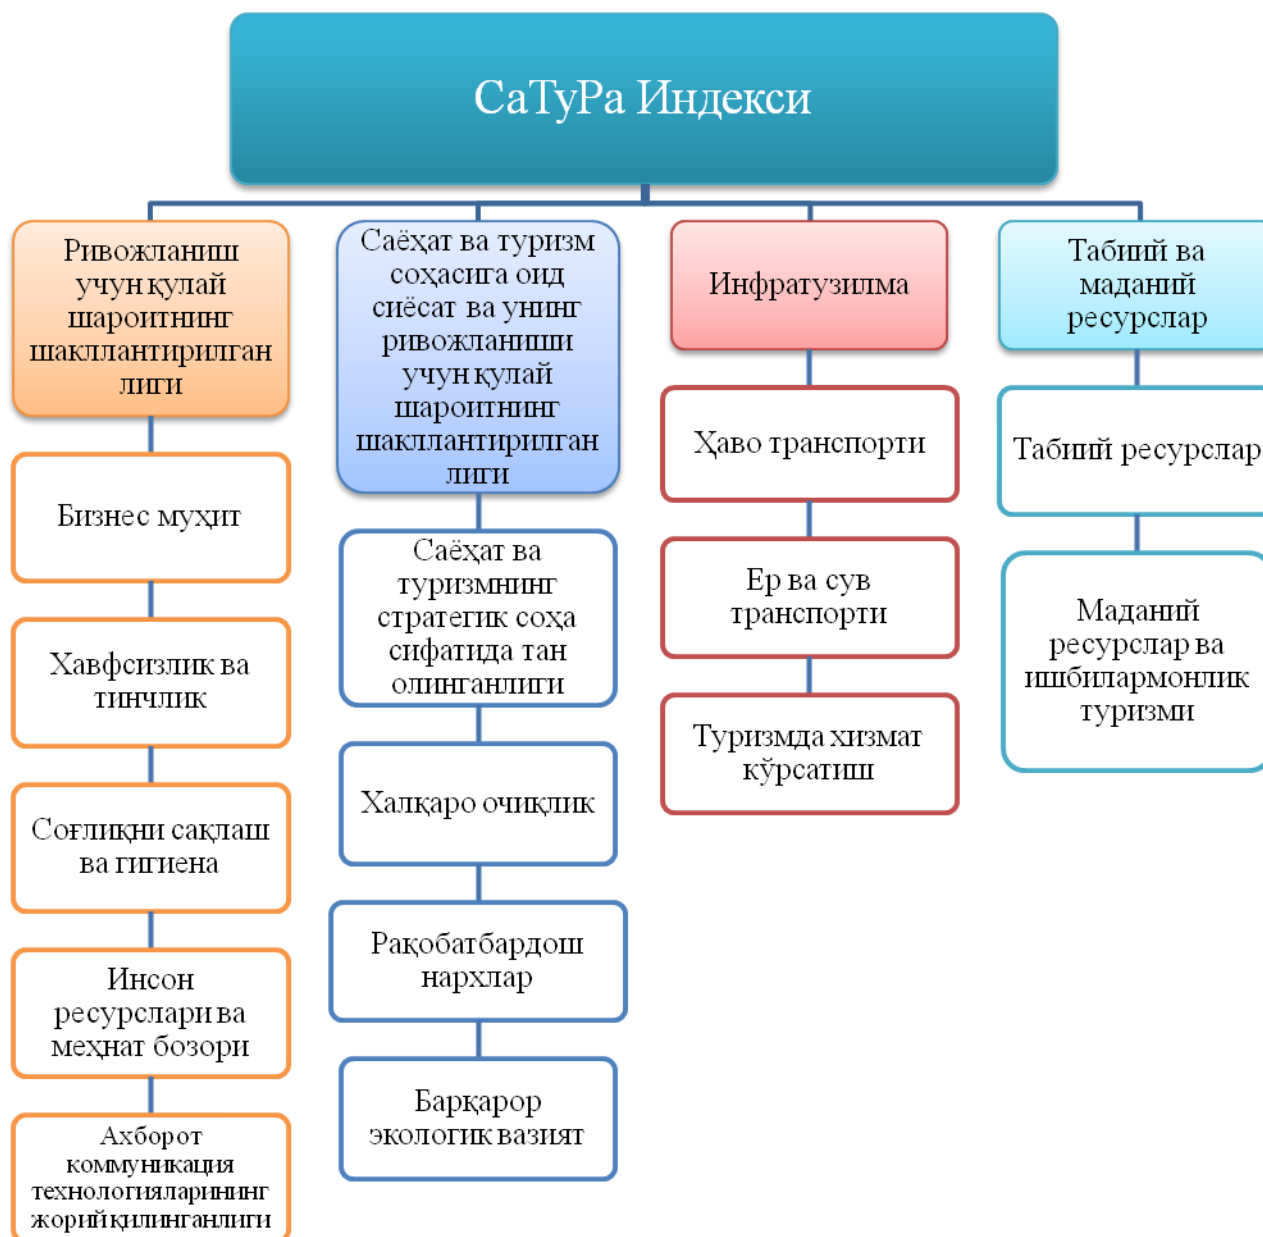 СаТуРа Индекси
Ривожланиш
учун қулай
шароитнинг
шакллантирилган
лиги
Бизнес муҳит
Хавфсизлик ва
тинчлик
Соғлиқни сақлаш
ва гигиена
Инсон
ресурслари ва
меҳнат бозори
Ахборот
коммуникация
технологияларининг
жорий қилинганлиги
Саёҳат ва туризм
соҳасига оид
сиёсат ва унинг
ривожланиши
учун қулай
шароитнинг
шакллантирилган
лиги
Саёҳат ва
туризмнинг
стратегик соҳа
сифатида тан
олинганлиги
Халқаро очиқлик
Рақобатбардош
нархлар
Барқарор
экологик вазият
Инфратузилма
Ҳаво транспорти
Ер ва сув
транспорти
Туризмда хизмат
кўрсатиш
Табиий ва
маданий
ресурслар
Табиий ресурслар
Маданий
ресурслар ва
ишбилармонлик
туризми